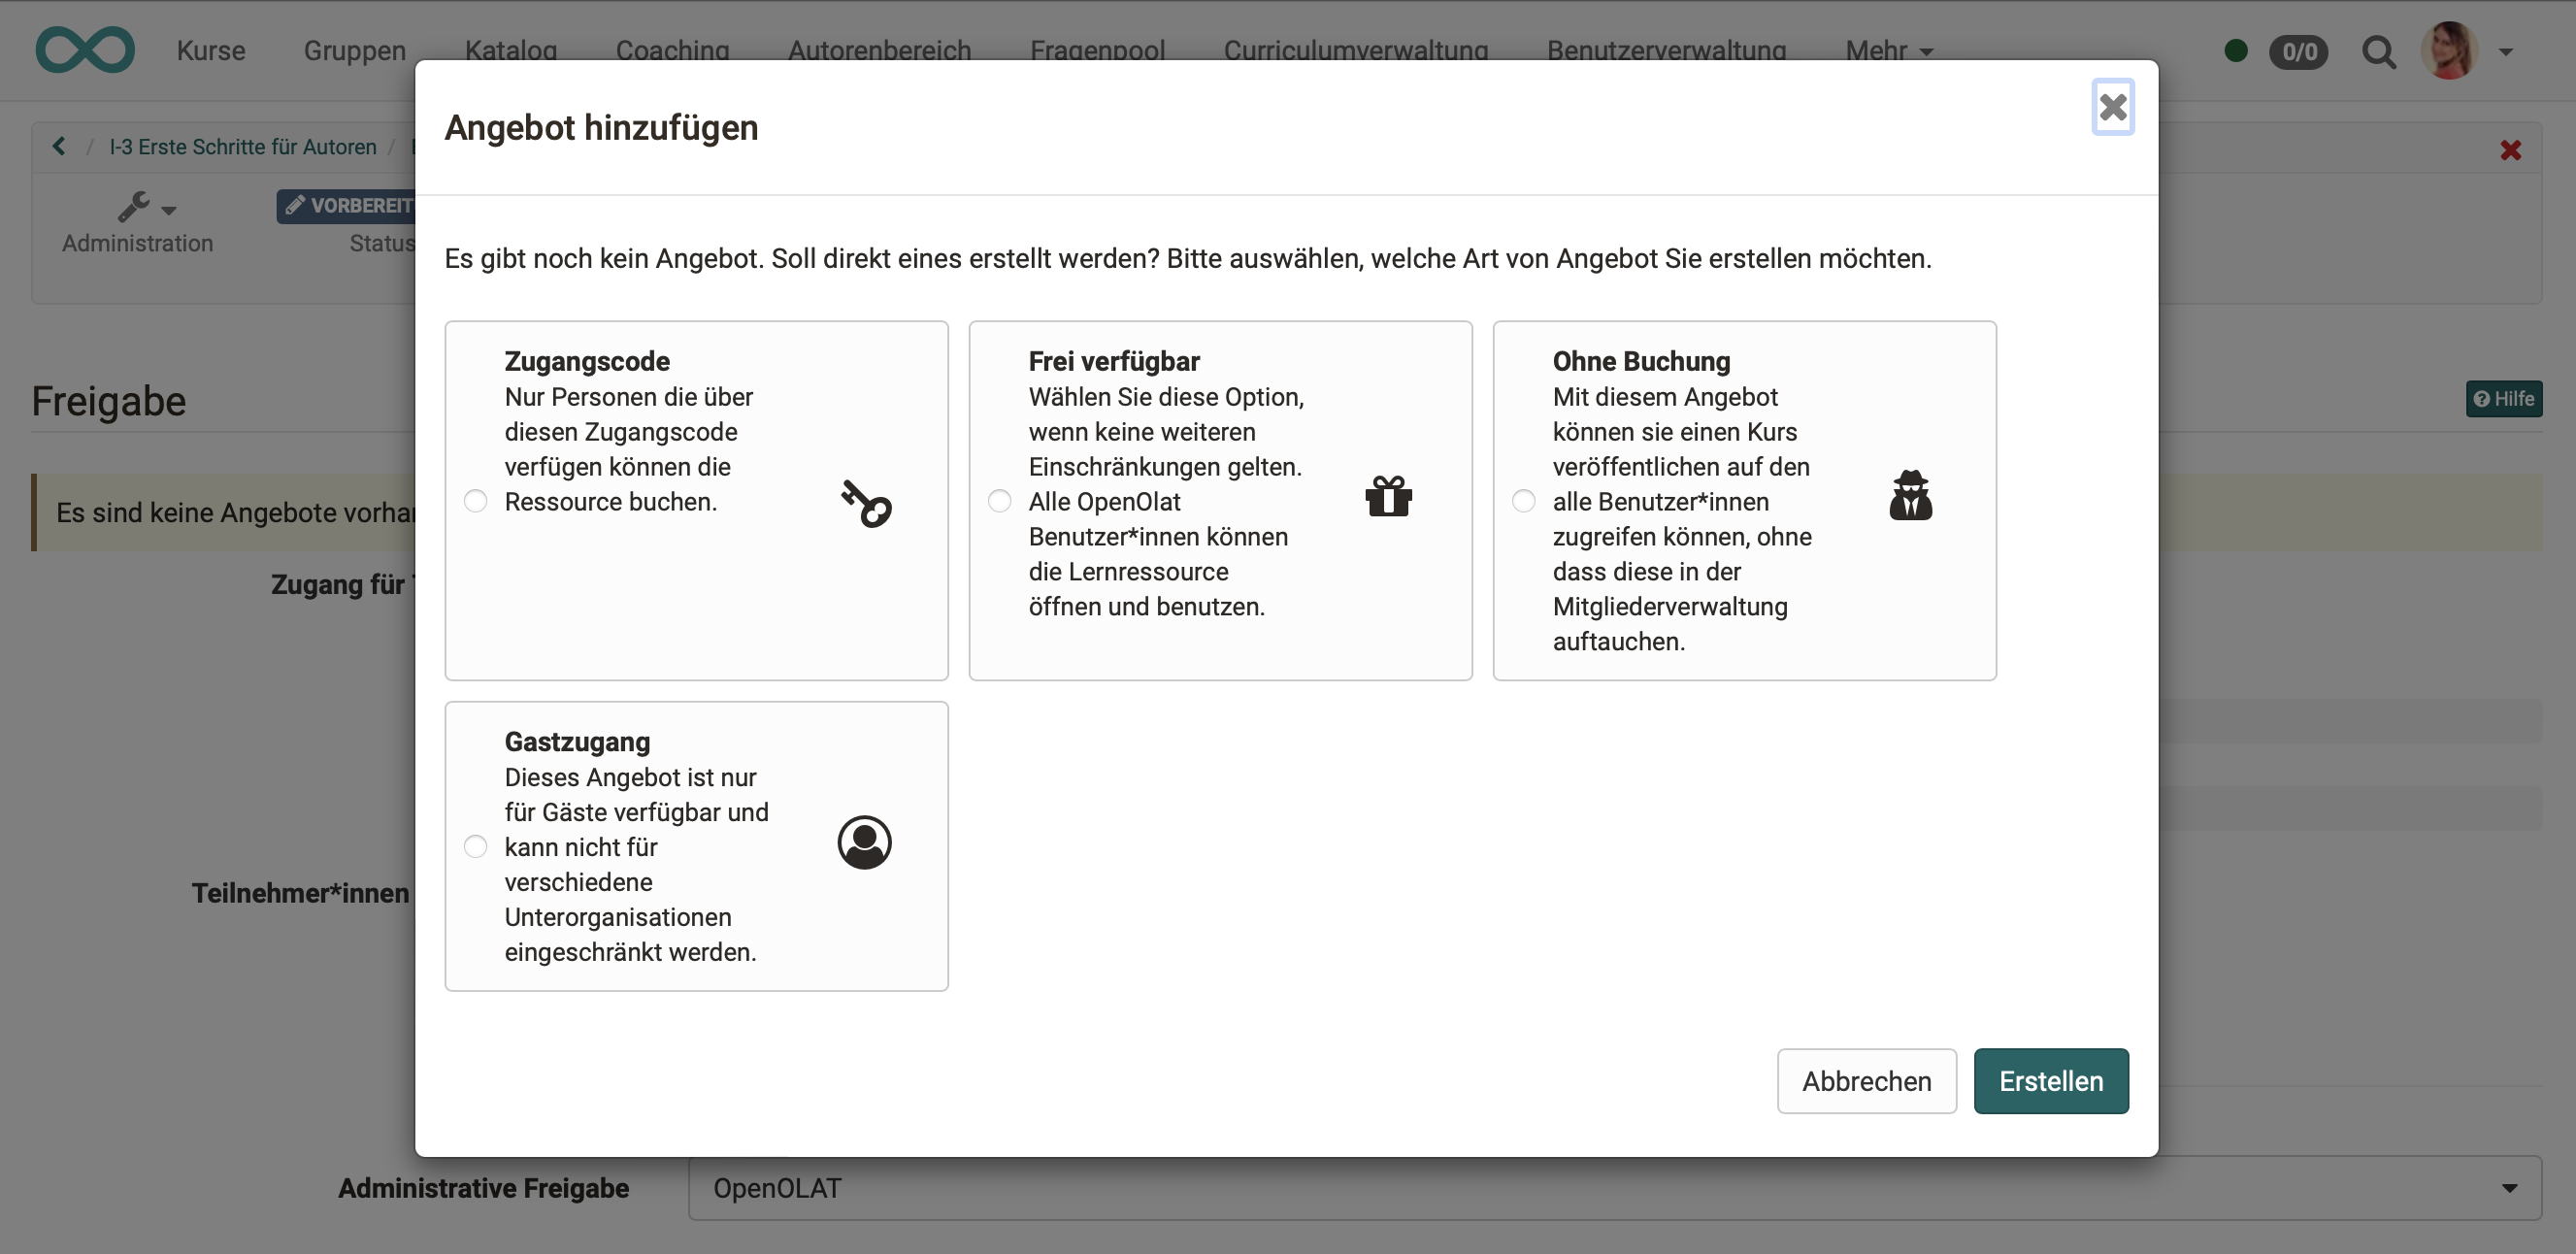 Kurse Gruppen Katalog Coaching Autorenbereich Fragenpool Curriculumverwaltung Benutzerverwaltung Mehr 0/0
Angebot hinzufügen
/ I-3 Erste Schritte für Autoren /
VORBEREIT
Administration
Status
Es gibt noch kein Angebot. Soll direkt eines erstellt werden? Bitte auswählen, welche Art von Angebot Sie erstellen möchten.
Freigabe
Hilfe
Es sind keine Angebote vorha
Zugang für
Teilnehmer*innen
Zugangscode
Nur Personen die über
diesen Zugangscode
verfügen können die
Ressource buchen.
Frei verfügbar
Wählen Sie diese Option,
wenn keine weiteren
Einschränkungen gelten.
Alle OpenOlat
Benutzer*innen können
die Lernressource
öffnen und benutzen.
Ohne Buchung
Mit diesem Angebot
können sie einen Kurs
veröffentlichen auf den
alle Benutzer*innen
zugreifen können, ohne
dass diese in der
Mitgliederverwaltung
auftauchen.
Gastzugang
Dieses Angebot ist nur
für Gäste verfügbar und
kann nicht für
verschiedene
Unterorganisationen
eingeschränkt werden.
Abbrechen
Erstellen
Administrative Freigabe
OpenOLAT